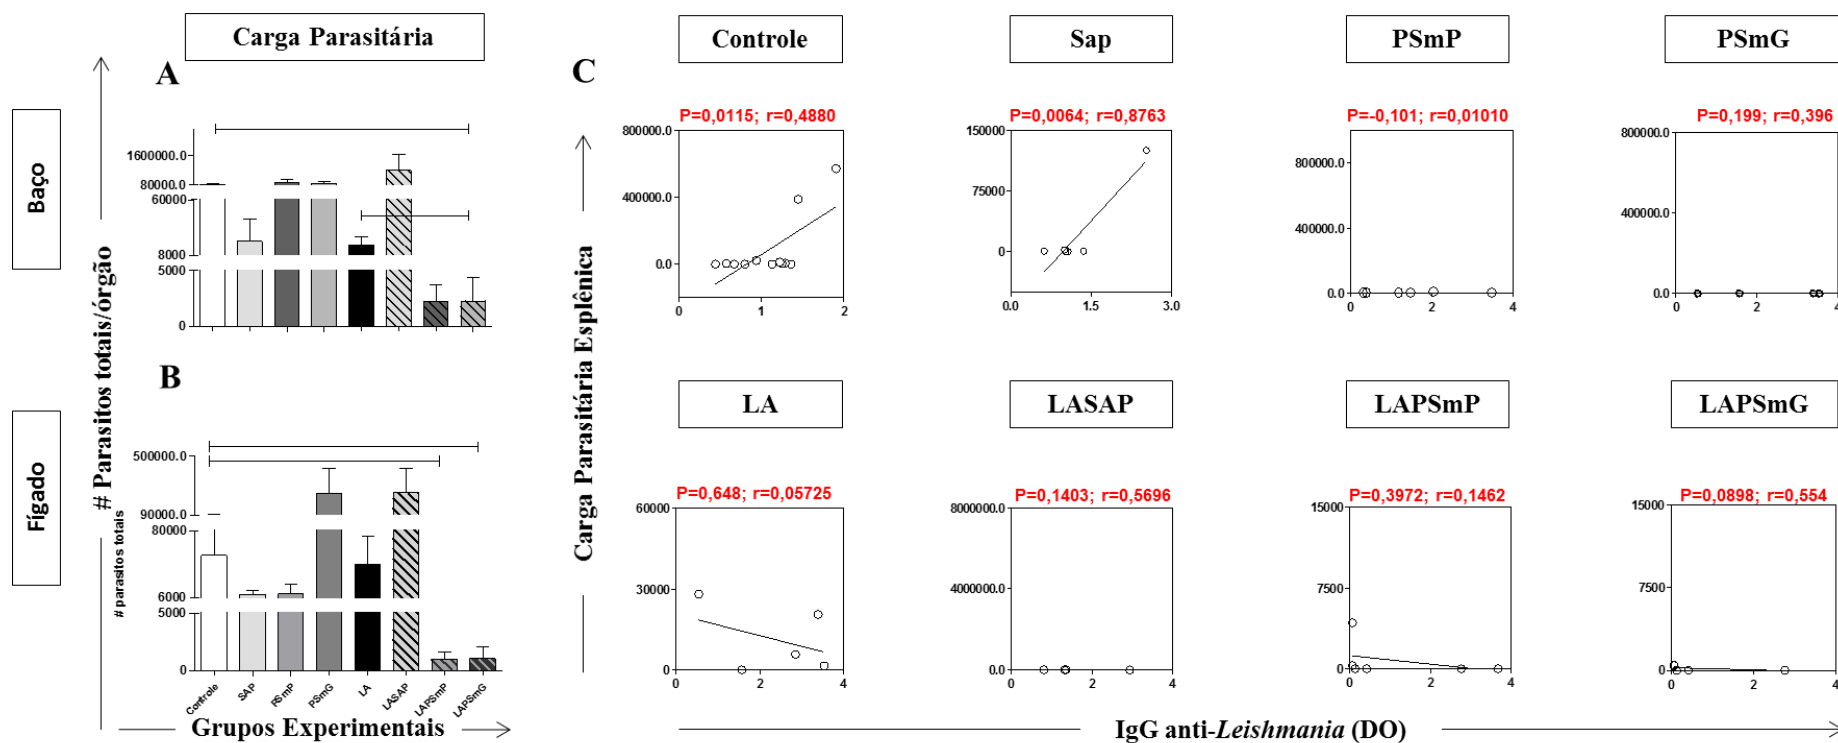 Carga Parasitária
A
Baço
1600000.0
80000.0
60000
8000
5000
0
# Parasitos totais/órgão
B
Fígado
500000.0
90000.0
80000
6000
5000
0
# parasitos totais
Controle
SAP
PSmP
PSmG
LA
LASAP
LAPSmP
LAPSmG
Grupos Experimentais
C
Carga Parasitária Esplênica
Controle
P=0,0115; r=0,4880
800000.0
400000.0
0.0
0 1 2
Sap
P=0,0064; r=0,8763
150000
75000
0
0.0 1.5 3.0
PSmP
P=-0,101; r=0,01010
800000.0
400000.0
0.0
0 2 4
PSmG
P=0,199; r=0,396
800000.0
400000.0
0.0
0 2 4
LA
P=0,648; r=0,05725
60000
30000
0
0 2 4
LASAP
P=0,1403; r=0,5696
8000000.0
4000000.0
0.0
0 2 4
LAPSmP
P=0,3972; r=0,1462
15000
7500
0
0 2 4
LAPSmG
P=0,0898; r=0,554
15000
7500
0
0 2 4
IgG anti-Leishmania (DO)